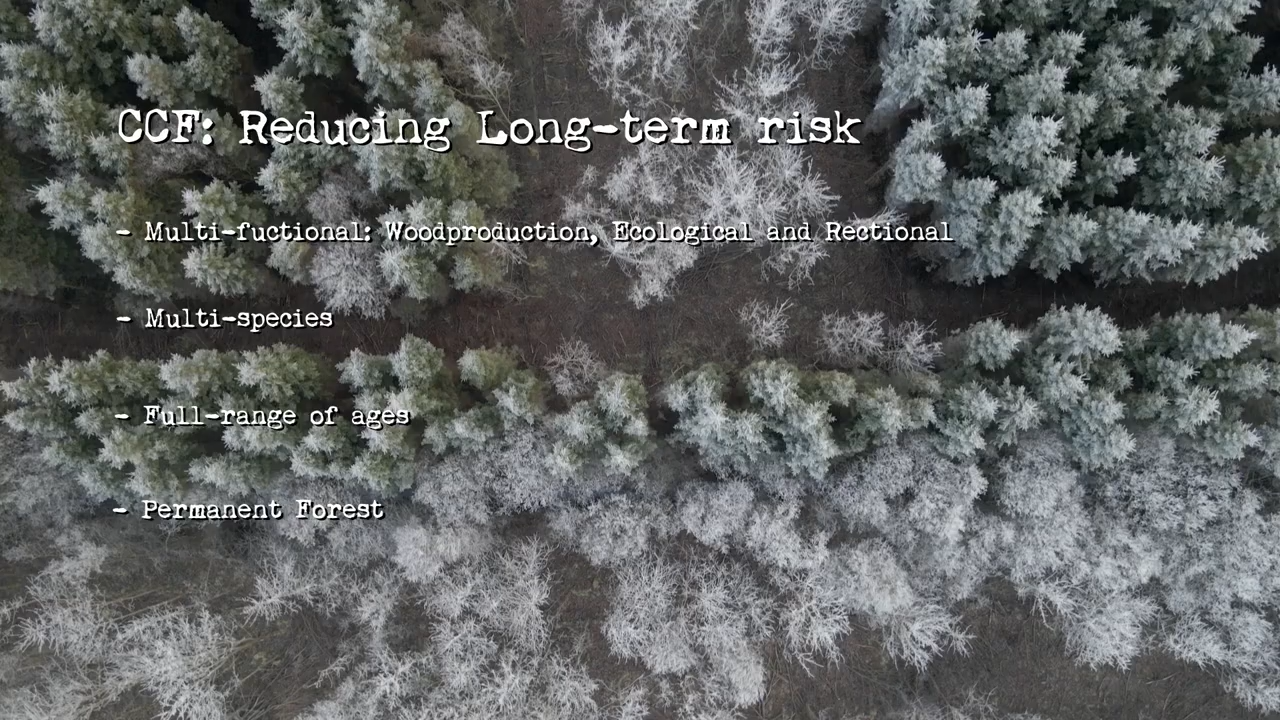 CCF: Reducing Long-term risk
- Multi-fuctional: Woodproduction, Ecological and Rectional
- Multi-species
- Full-range of ages
- Permanent Forest